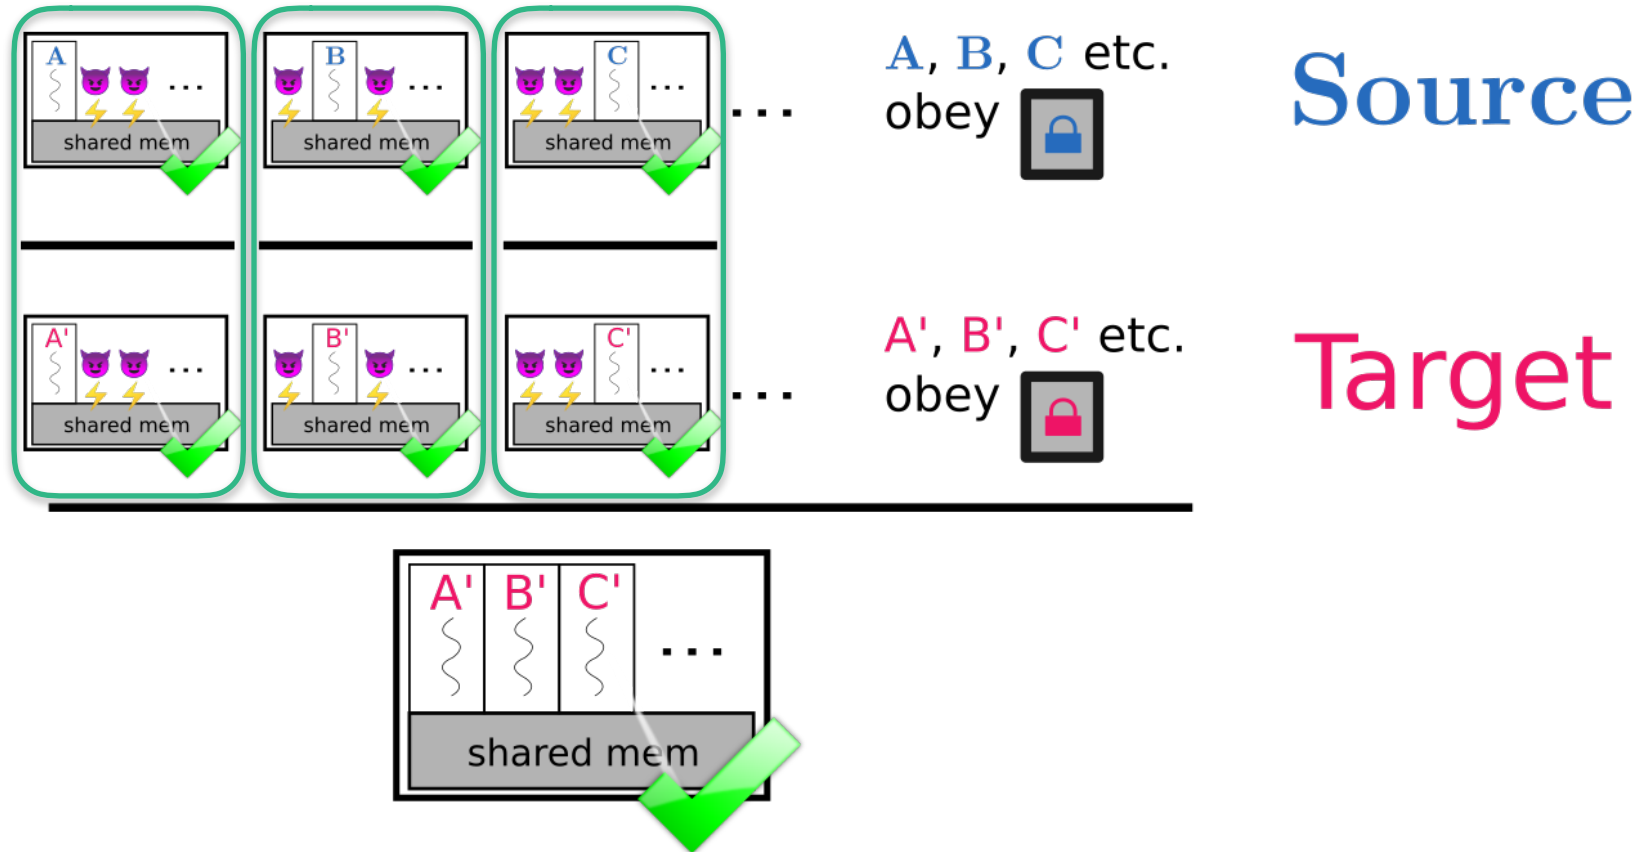 A
B
C
...
...
...
...
shared mem
shared mem
shared mem
A, B, C etc.
obey
Source
A'
B'
C'
...
...
...
...
shared mem
shared mem
shared mem
A', B', C' etc.
obey
Target
A' B' C'
...
shared mem